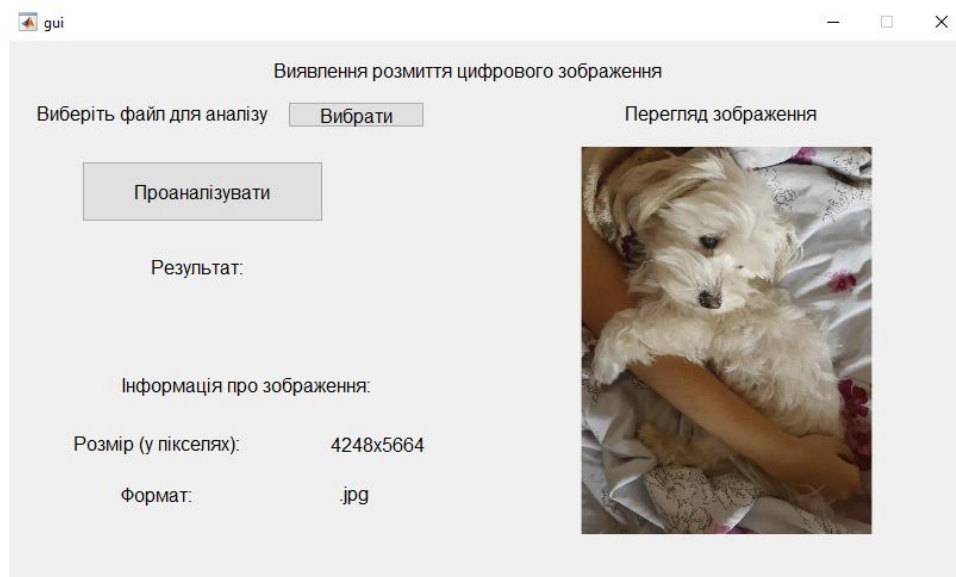 gui
Виявлення розмиття цифрового зображення
Виберіть файл для аналізу Вибрати
Перегляд зображення
Проаналізувати
Результат:
Інформація про зображення:
Розмір (у пікселях): 4248x5664
Формат: .jpg